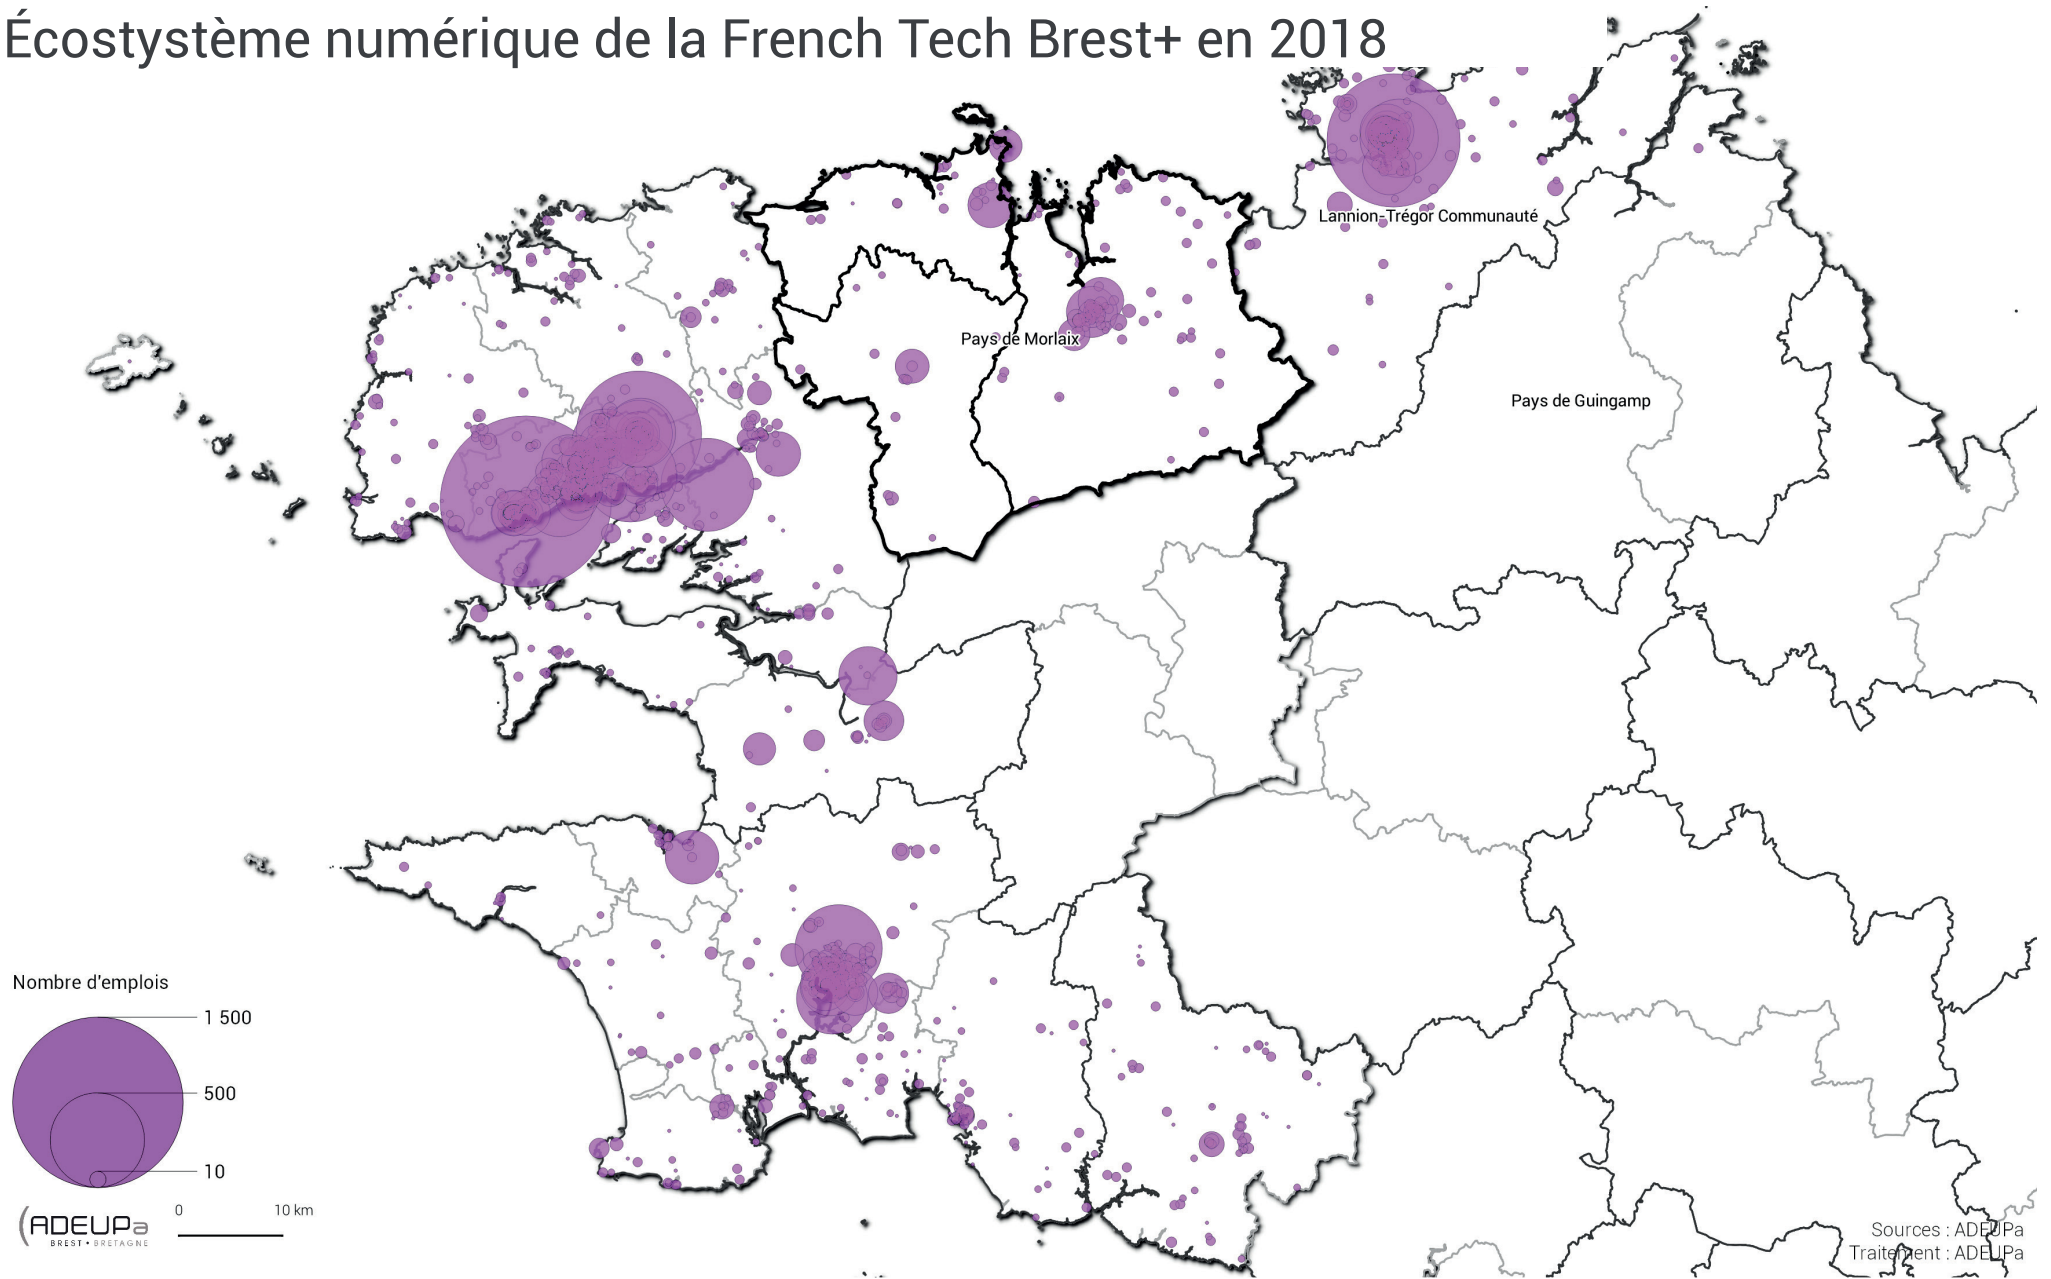 Écostystème numérique de la French Tech Brest+ en 2018
Lannion-Trégor Communauté
Pays de Morlaix
Pays de Guingamp
Nombre d'emplois
1 500
500
10
ADEUPa
BREST • BRETAGNE
0 10 km
Sources : ADEUPa
Traitement : ADEUPa